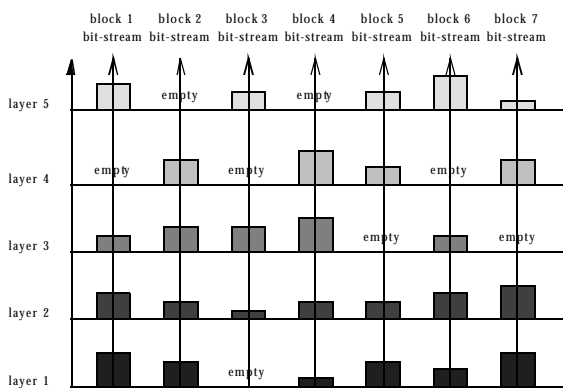 block 1 block 2 block 3 block 4 block 5 block 6 block 7
bit-stream bit-stream bit-stream bit-stream bit-stream bit-stream bit-stream
layer 5 empty empty
layer 4 empty empty empty
layer 3 empty empty
layer 2
layer 1 empty